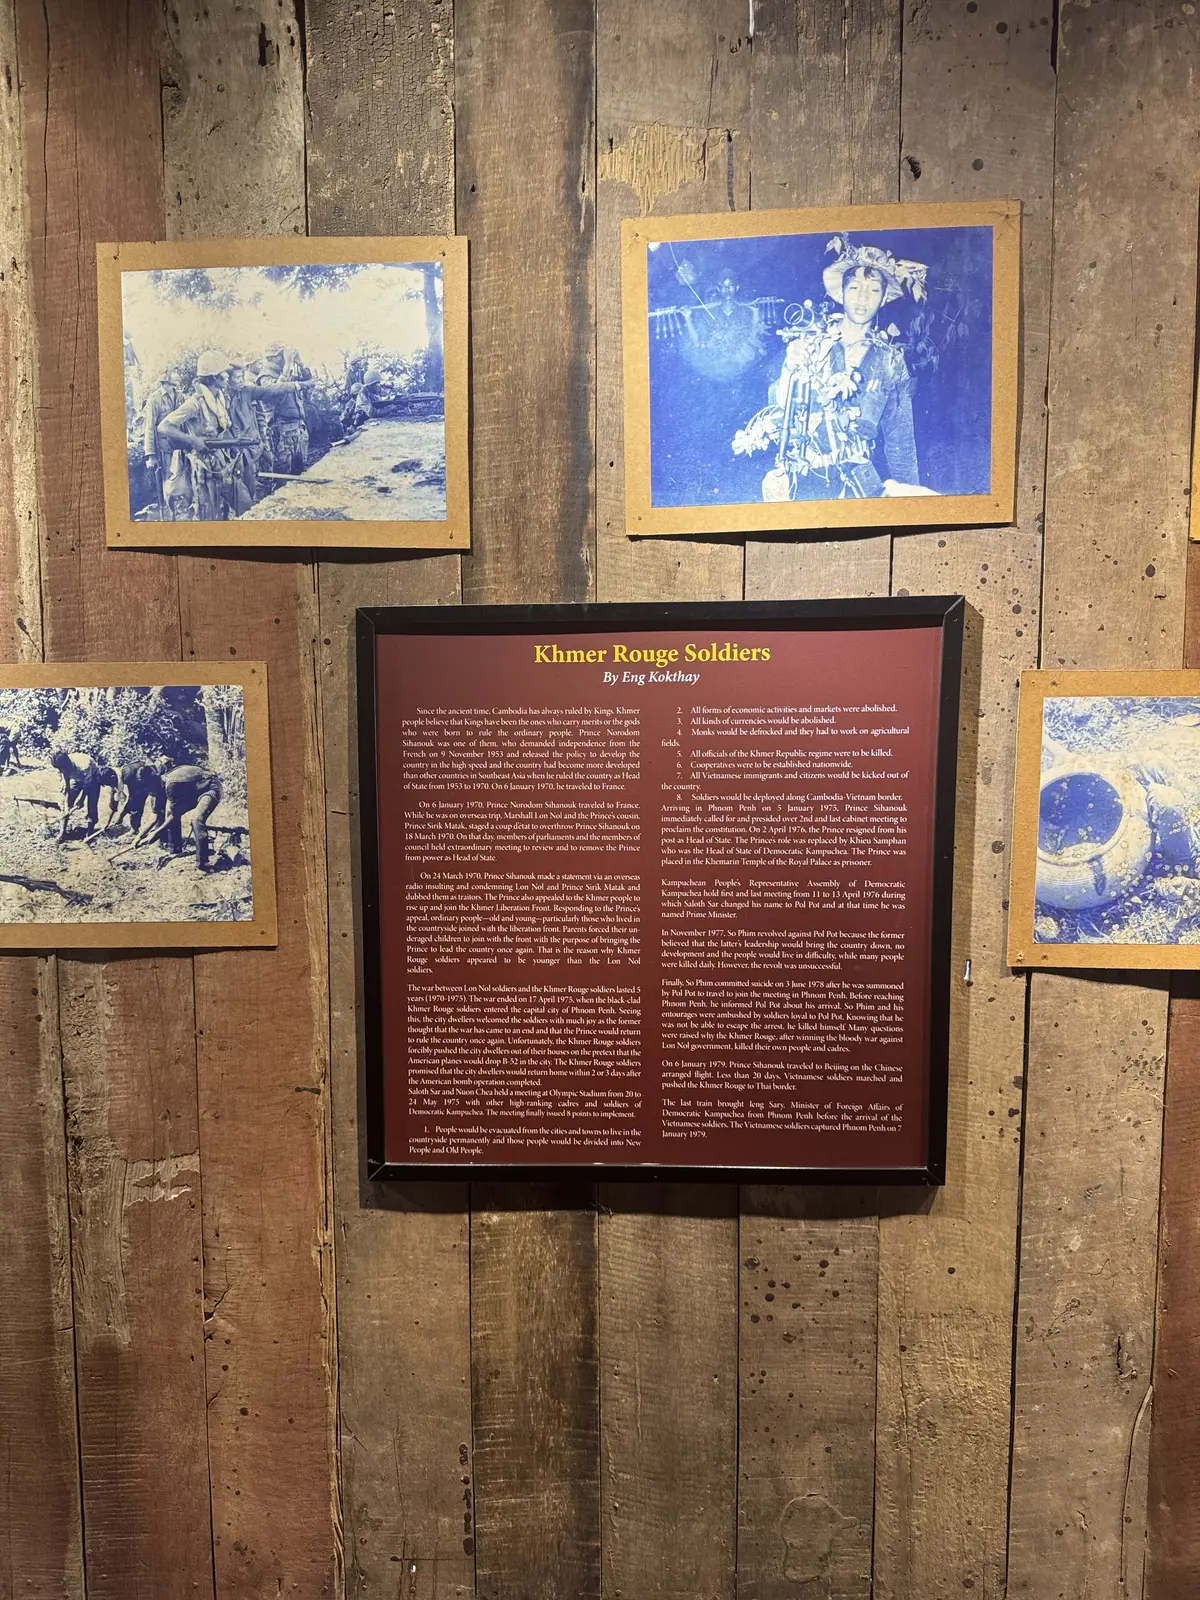 Khmer Rouge Soldiers
By Eng Kokthay
Since the ancient time, Cambodia has always ruled by Kings. Khmer
people believe that Kings have been the ones who carry merits or the gods
who were born to rule the ordinary people. Prince Norodom
Sihanouk was one of them, who demanded independence from the
French on 9 November 1953 and released the policy to develop the
country in the high speed and the country had become more developed
than other countries in Southeast Asia when he ruled the country as Head
of State from 1953 to 1970. On 6 January 1970, he traveled to France.
On 6 January 1970, Prince Norodom Sihanouk traveled to France.
While he was on overseas trip, Marshall Lon Nol and the Prince's cousin,
Prince Sirik Matak, staged a coup d'état to overthrow Prince Sihanouk on
18 March 1970. On that day, members of parliaments and the members of
council held extraordinary meeting to review and to remove the Prince
from power as Head of State.
On 24 March 1970, Prince Sihanouk made a statement via an overseas
radio insulting and condemning Lon Nol and Prince Sirik Matak and
dubbed them as traitors. The Prince also appealed to the Khmer people to
rise up and join the Khmer Liberation Front. Responding to the Prince's
appeal, ordinary people—old and young—particularly those who lived in
the countryside joined with the liberation front. Parents forced their un-
deraged children to join with the front with the purpose of bringing the
Prince to lead the country once again. That is the reason why Khmer
Rouge soldiers appeared to be younger than the Lon Nol
soldiers.
The war between Lon Nol soldiers and the Khmer Rouge soldiers lasted 5
years (1970-1975). The war ended on 17 April 1975, when the black-clad
Khmer Rouge soldiers entered the capital city of Phnom Penh. Seeing
this, the city dwellers welcomed the soldiers with much joy as the former
thought that the war has came to an end and that the Prince would return
to rule the country once again. Unfortunately, the Khmer Rouge soldiers
forcibly pushed the city dwellers out of their houses on the pretext that the
American planes would drop B-52 in the city. The Khmer Rouge soldiers
promised that the city dwellers would return home within 2 or 3 days after
the American bomb operation completed.
Saloth Sar and Nuon Chea held a meeting at Olympic Stadium from 20 to
24 May 1975 with other high-ranking cadres and soldiers of
Democratic Kampuchea. The meeting finally issued 8 points to implement.
1. People would be evacuated from the cities and towns to live in the
countryside permanently and those people would be divided into New
People and Old People.
2. All forms of economic activities and markets were abolished.
3. All kinds of currencies would be abolished.
4. Monks would be defrocked and they had to work on agricultural
fields.
5. All officials of the Khmer Republic regime were to be killed.
6. Cooperatives were to be established nationwide.
7. All Vietnamese immigrants and citizens would be kicked out of
the country.
8. Soldiers would be deployed along Cambodia-Vietnam border.
Arriving in Phnom Penh on 5 January 1975, Prince Sihanouk
immediately called for and presided over 2nd and last cabinet meeting to
proclaim the constitution. On 2 April 1976, the Prince resigned from his
post as Head of State. The Prince's role was replaced by Khieu Samphan
who was the Head of State of Democratic Kampuchea. The Prince was
placed in the Khemarin Temple of the Royal Palace as prisoner.
Kampuchean People's Representative Assembly of Democratic
Kampuchea hold first and last meeting from 11 to 13 April 1976 during
which Saloth Sar changed his name to Pol Pot and at that time he was
named Prime Minister.
In November 1977, So Phim revolved against Pol Pot because the former
believed that the latter's leadership would bring the country down, no
development and the people would live in difficulty, while many people
were killed daily. However, the revolt was unsuccessful.
Finally, So Phim committed suicide on 3 June 1978 after he was summoned
by Pol Pot to travel to join the meeting in Phnom Penh. Before reaching
Phnom Penh, he informed Pol Pot about his arrival. So Phim and his
entourages were ambushed by soldiers loyal to Pol Pot. Knowing that he
was not be able to escape the arrest, he killed himself. Many questions
were raised why the Khmer Rouge, after winning the bloody war against
Lon Nol government, killed their own people and cadres.
On 6 January 1979, Prince Sihanouk traveled to Beijing on the Chinese
arranged flight. Less than 20 days, Vietnamese soldiers marched and
pushed the Khmer Rouge to Thai border.
The last train brought Ieng Sary, Minister of Foreign Affairs of
Democratic Kampuchea from Phnom Penh before the arrival of the
Vietnamese soldiers. The Vietnamese soldiers captured Phnom Penh on 7
January 1979.